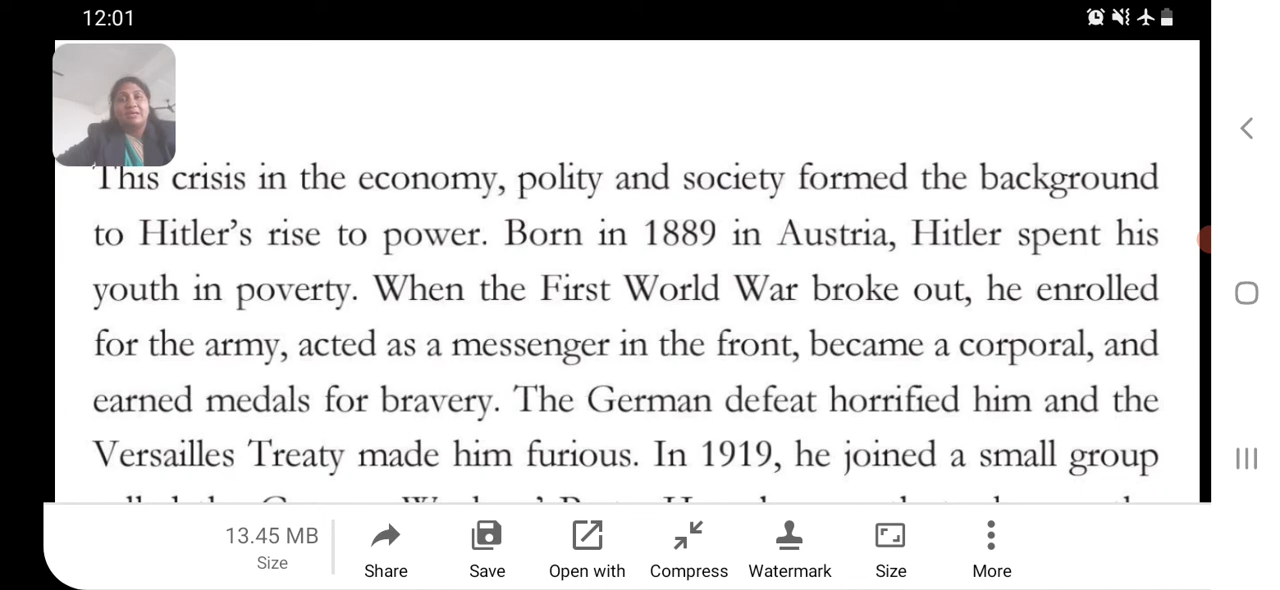 12:01
This crisis in the economy, polity and society formed the background
to Hitler's rise to power. Born in 1889 in Austria, Hitler spent his
youth in poverty. When the First World War broke out, he enrolled
for the army, acted as a messenger in the front, became a corporal, and
earned medals for bravery. The German defeat horrified him and the
Versailles Treaty made him furious. In 1919, he joined a small group
13.45 MB
Size
Share
Save
Open with
Compress
Watermark
Size
More